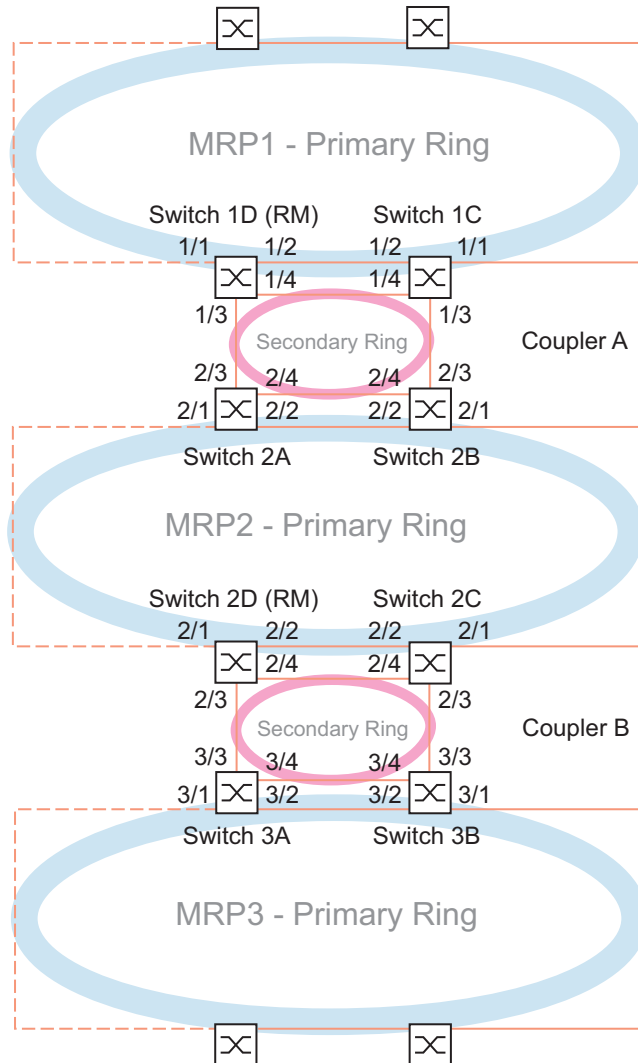 MRP1 - Primary Ring
Switch 1D (RM) Switch 1C
1/1 1/2 1/2 1/1
1/4 1/4
1/3 1/3
Secondary Ring Coupler A
2/3 2/4 2/4 2/3
2/1 2/2 2/2 2/1
Switch 2A Switch 2B
MRP2 - Primary Ring
Switch 2D (RM) Switch 2C
2/1 2/2 2/2 2/1
2/4 2/4
2/3 2/3
Secondary Ring Coupler B
3/3 3/4 3/4 3/3
3/1 3/2 3/2 3/1
Switch 3A Switch 3B
MRP3 - Primary Ring